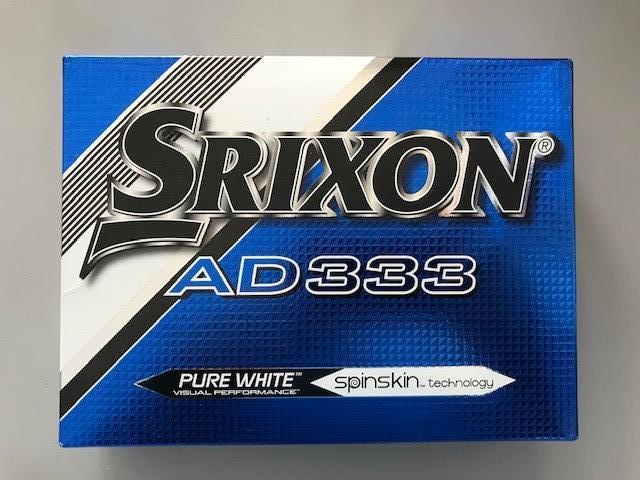 SRIXON®
AD333
PURE WHITE™ spinskin™ technology
VISUAL PERFORMANCE™